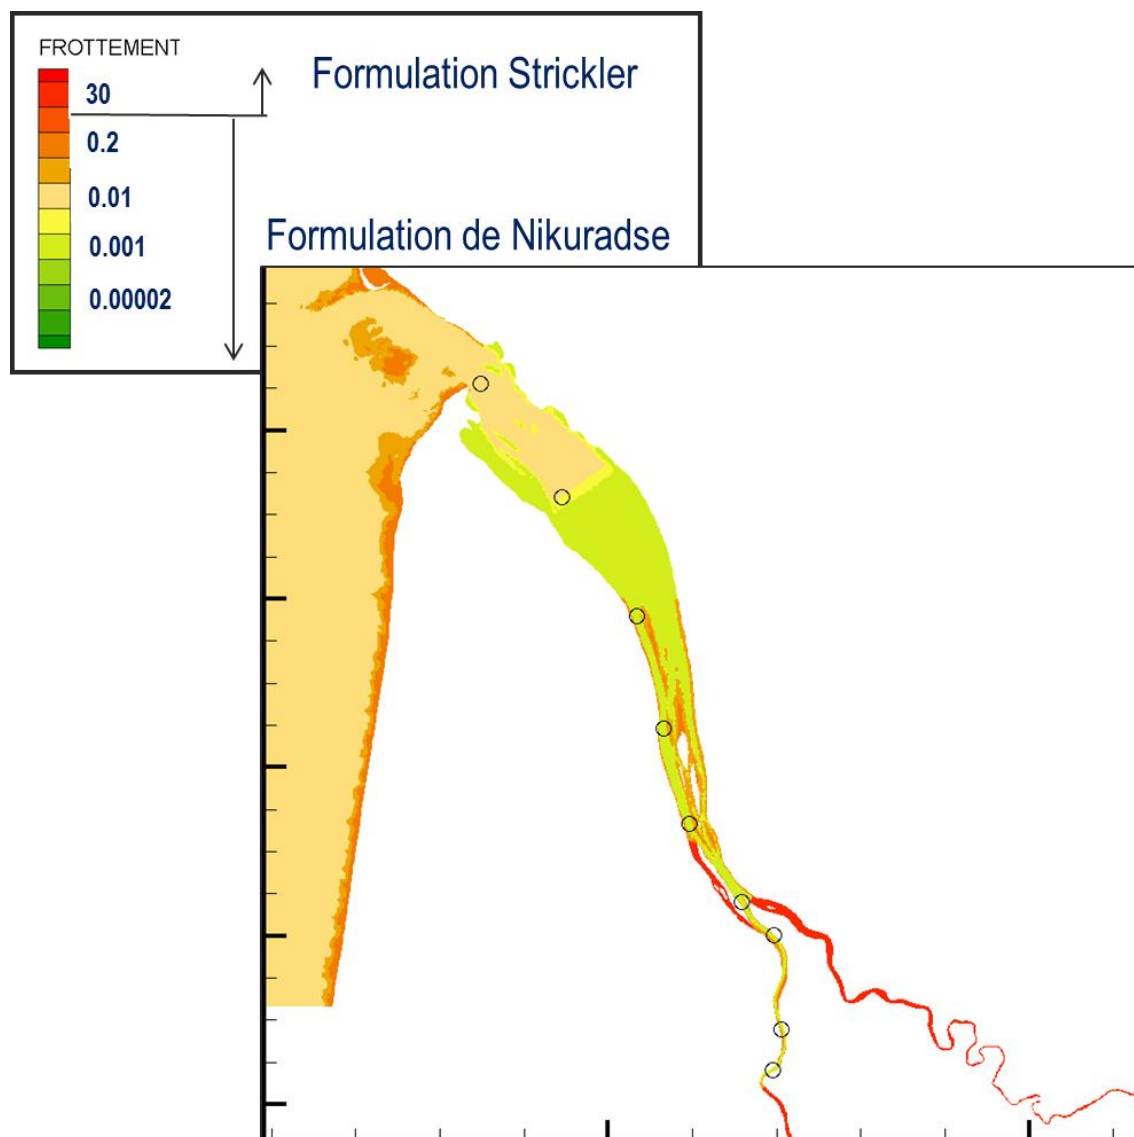 FROTTEMENT
Formulation Strickler
30
0.2
0.01
Formulation de Nikuradse
0.001
0.00002